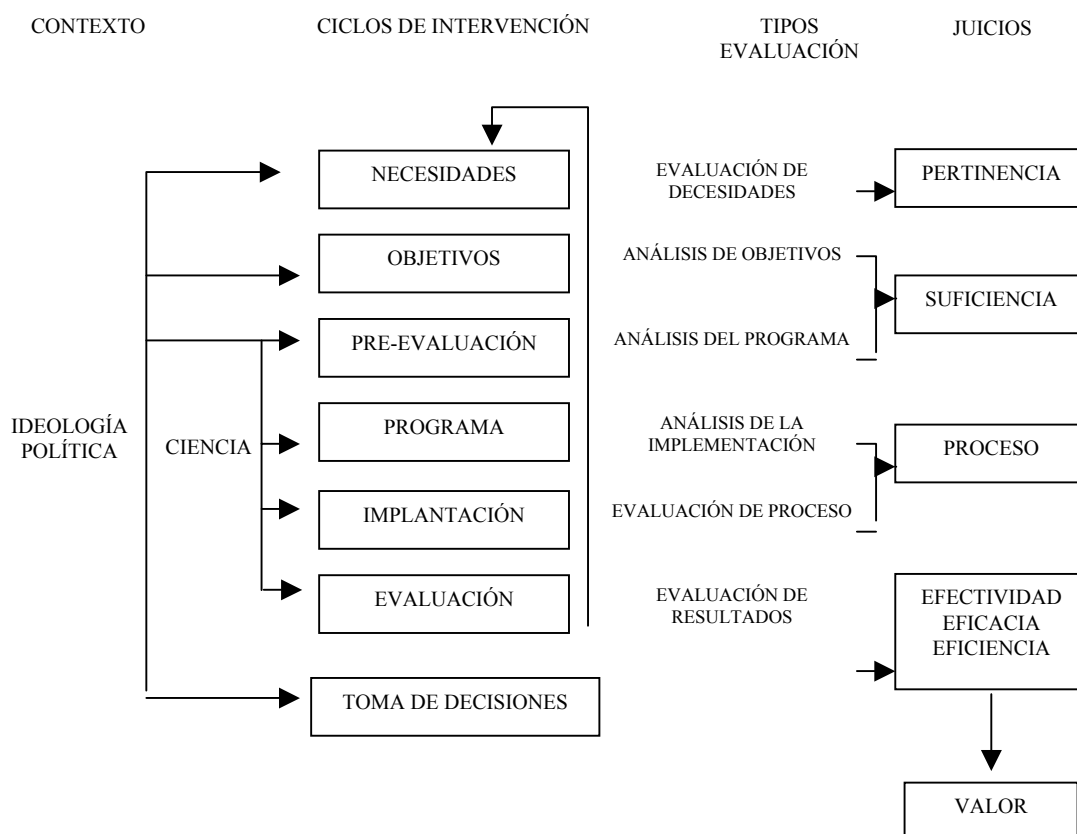 CONTEXTO
CICLOS DE INTERVENCIÓN
TIPOS
EVALUACIÓN
JUICIOS
NECESIDADES
EVALUACIÓN DE
DECESIDADES
PERTINENCIA
OBJETIVOS
ANÁLISIS DE OBJETIVOS
SUFICIENCIA
PRE-EVALUACIÓN
ANÁLISIS DEL PROGRAMA
IDEOLOGÍA
POLÍTICA
CIENCIA
PROGRAMA
ANÁLISIS DE LA
IMPLEMENTACIÓN
PROCESO
IMPLANTACIÓN
EVALUACIÓN DE PROCESO
EVALUACIÓN
EVALUACIÓN DE
RESULTADOS
EFECTIVIDAD
EFICACIA
EFICIENCIA
TOMA DE DECISIONES
VALOR